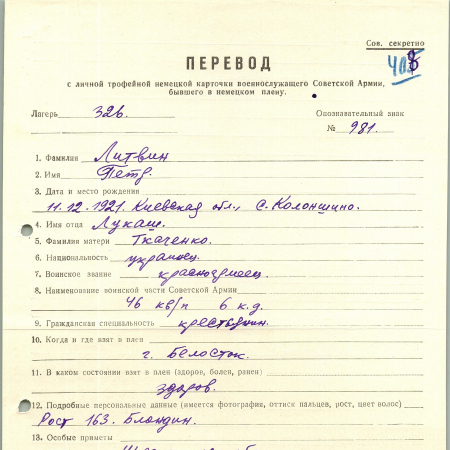 Сов. секретно
8
ПЕРЕВОД
с личной трофейной немецкой карточки военнослужащего Советской Армии,
бывшего в немецком плену.
Лагерь 326.
Опознавательный знак
№ 981.
1. Фамилия Литвин
2. Имя Петр.
3. Дата и место рождения
11.12.1921. Киевская обл., с. Колонщино.
4. Имя отца Лукаш.
5. Фамилия матери Ткаченко.
6. Национальность украинец.
7. Воинское звание красноармеец.
8. Наименование воинской части Советской Армии
46 кв/п 6 к.д.
9. Гражданская специальность крестьянин.
10. Когда и где взят в плен
г. Белосток.
11. В каком состоянии взят в плен (здоров, болен, ранен)
здоров.
12. Подробные персональные данные (имеется фотография, оттиск пальцев, рост, цвет волос)
Рост 163. Блондин.
13. Особые приметы